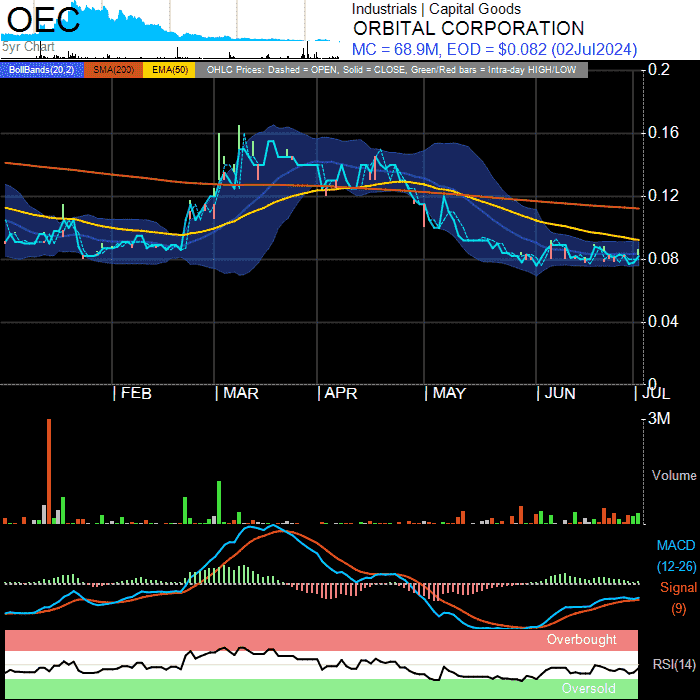 OEC
Industrials | Capital Goods
ORBITAL CORPORATION
5yr Chart
MC = 68.9M, EOD = $0.082 (02Jul2024)
BollBands(20,2) SMA(200) EMA(50) OHLC Prices: Dashed = OPEN, Solid = CLOSE, Green/Red bars = Intra-day HIGH/LOW
0.2
0.16
0.12
0.08
0.04
0
FEB MAR APR MAY JUN JUL
3M
Volume
MACD
(12-26)
Signal
(9)
Overbought
RSI(14)
Oversold